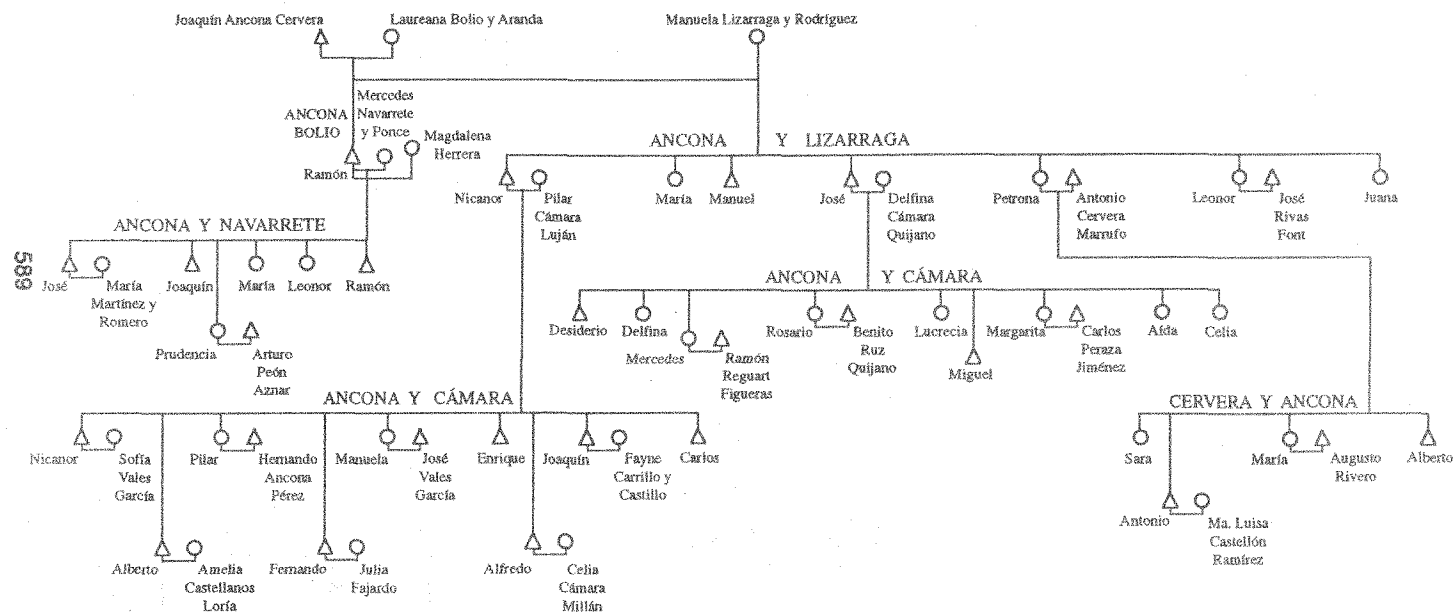 Joaquín Ancona Cervera
Laureana Bolio y Aranda
Manuela Lizarraga y Rodríguez
ANCONA
BOLIO
Mercedes
Navarrete
y Ponce
Magdalena
Herrera
Ramón
ANCONA Y LIZARRAGA
Nicanor
Pilar
Cámara
Luján
María
Manuel
José
Delfina
Cámara
Quijano
Petrona
Antonio
Cervera
Marrufo
Leonor
José
Rivas
Font
Juana
ANCONA Y NAVARRETE
José
María
Martínez y
Romero
Joaquín
María
Leonor
Ramón
Prudencia
Arturo
Peón
Aznar
589
ANCONA Y CÁMARA
Desiderio
Delfina
Mercedes
Ramón
Reguart
Figueras
Rosario
Benito
Ruz
Quijano
Lucrecia
Miguel
Margarita
Carlos
Peraza
Jiménez
Aída
Celia
ANCONA Y CÁMARA
Nicanor
Sofía
Vales
García
Pilar
Hernando
Ancona
Pérez
Manuela
José
Vales
García
Enrique
Joaquín
Fayne
Carrillo y
Castillo
Carlos
Alberto
Amelia
Castellanos
Loría
Fernando
Julia
Fajardo
Alfredo
Celia
Cámara
Millán
CERVERA Y ANCONA
Sara
María
Augusto
Rivero
Alberto
Antonio
Ma. Luisa
Castellón
Ramírez